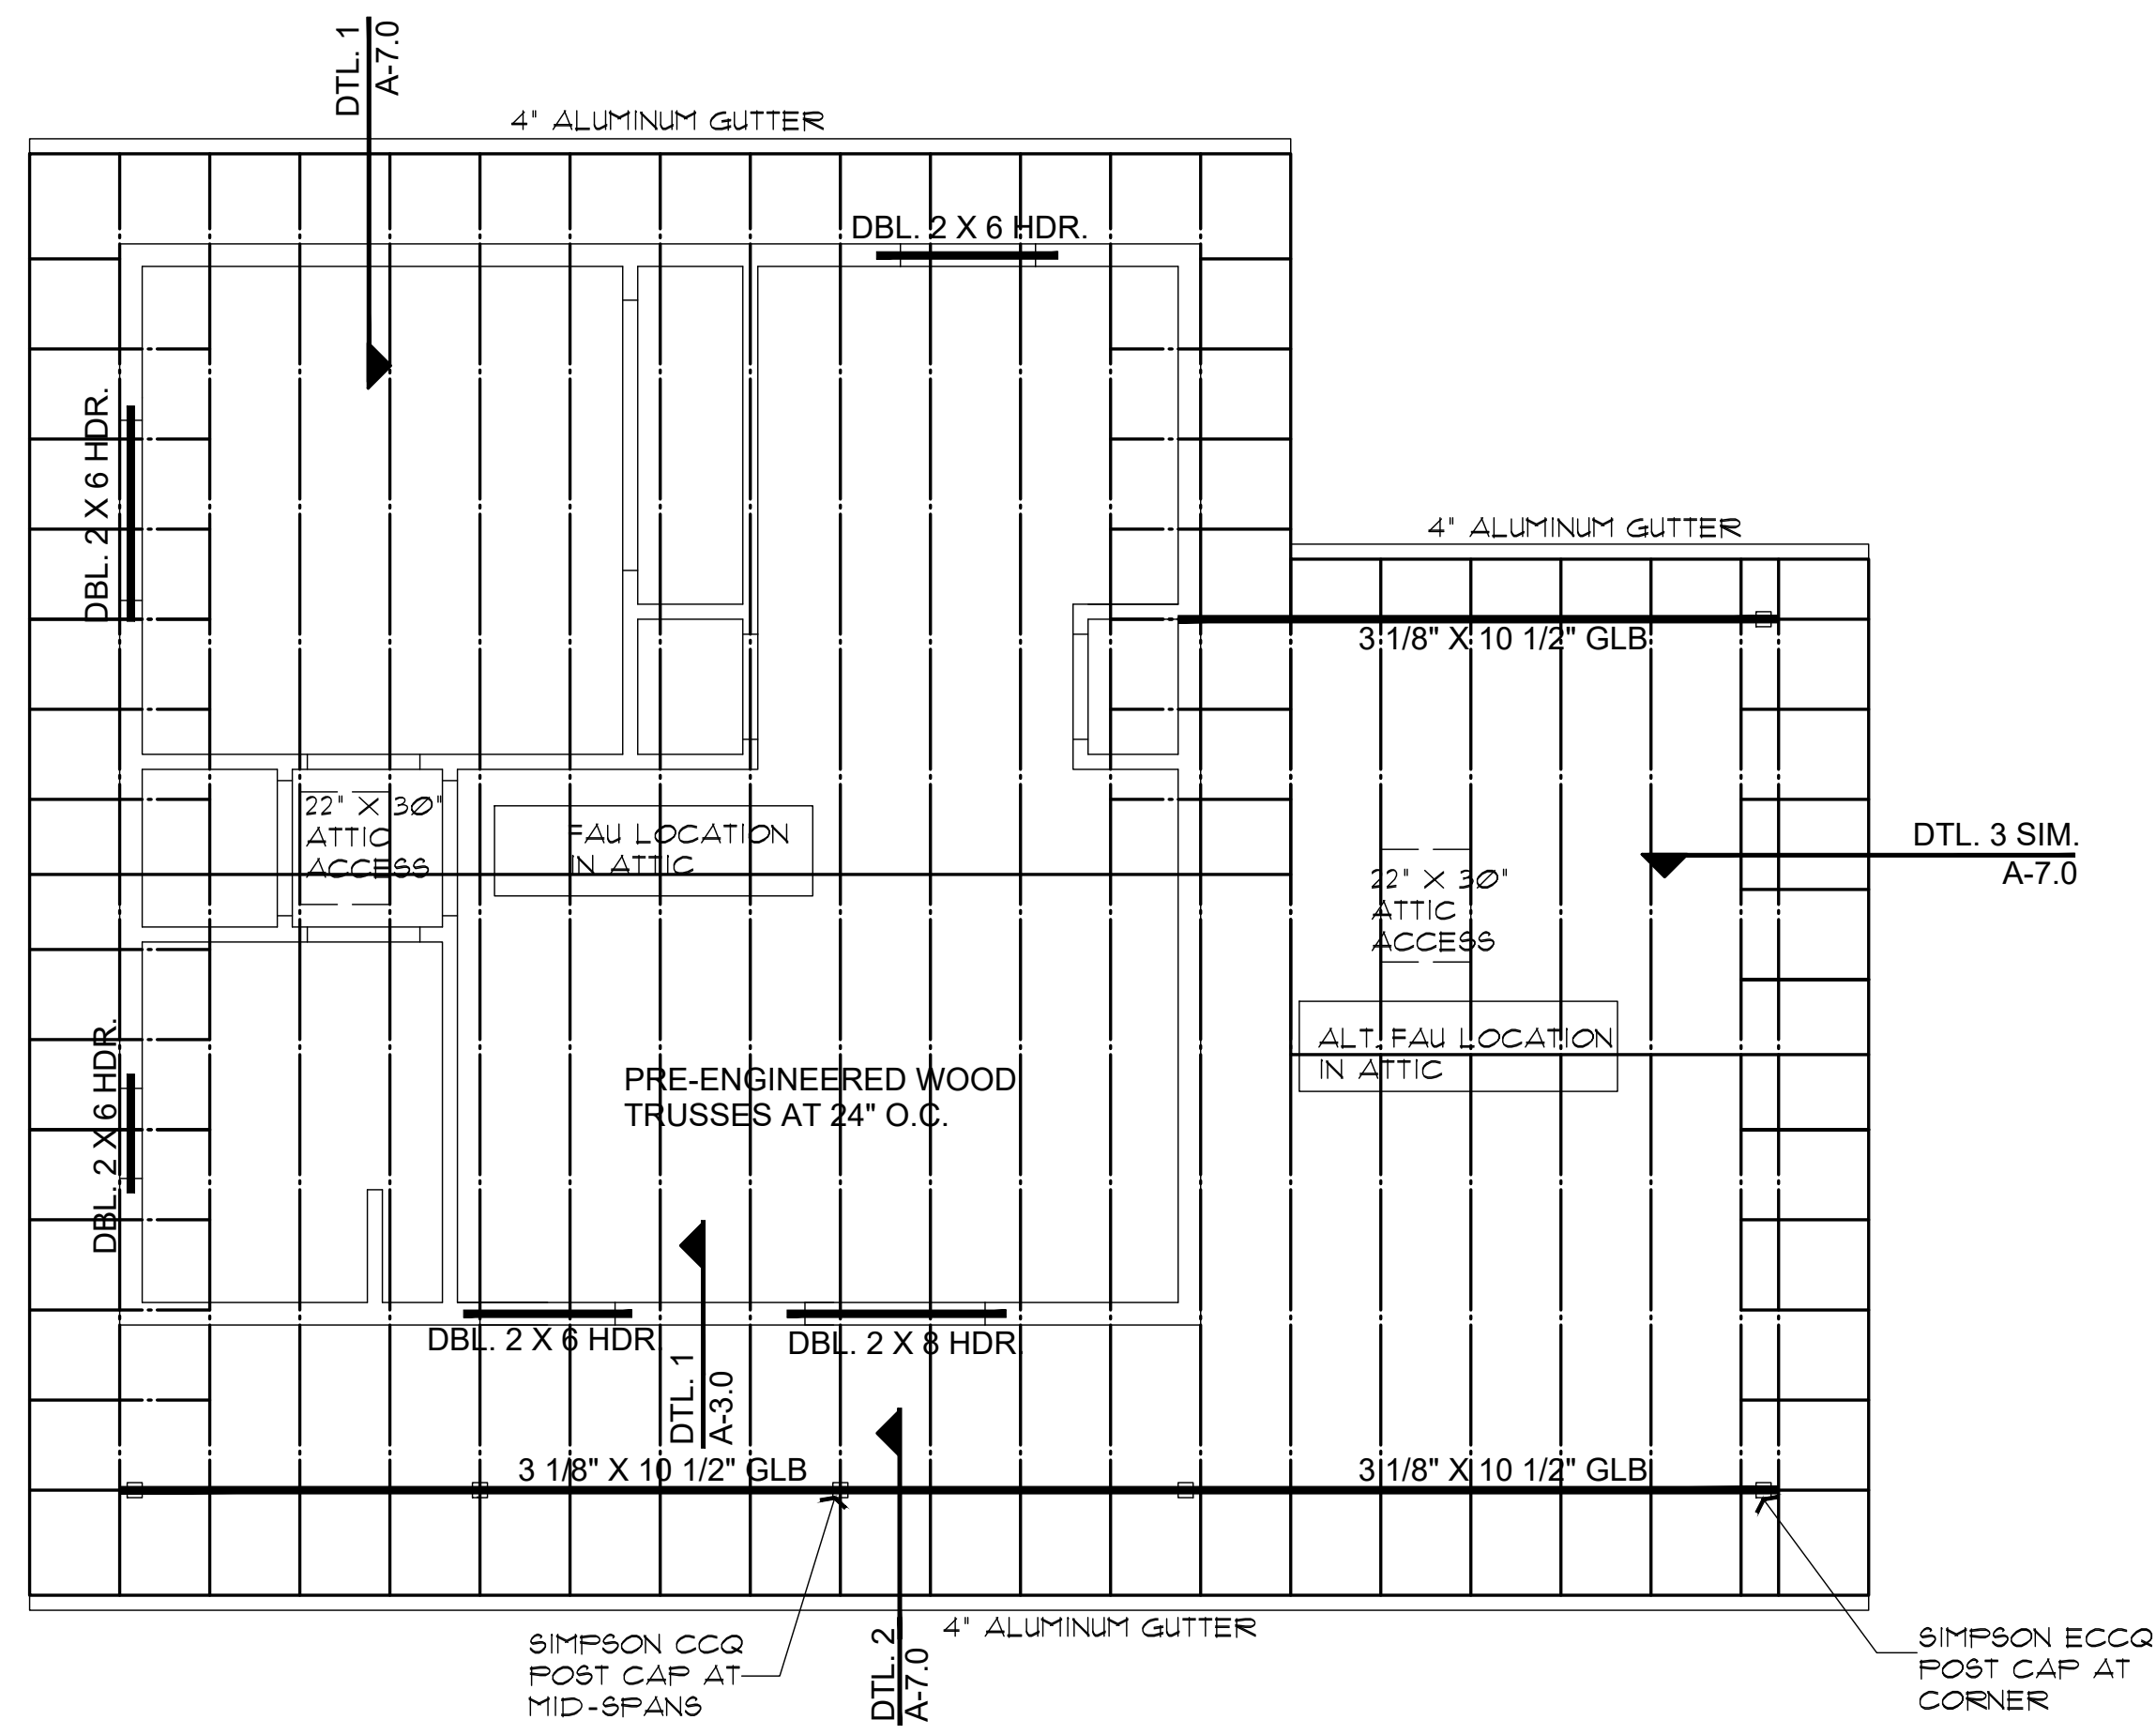 DTL. 1
A-7.0
4" ALUMINUM GUTTER
DBL. 2 X 6 HDR.
DBL. 2 X 6 HDR.
4" ALUMINUM GUTTER
3 1/8" X 10 1/2" GLB
22" X 30"
ATTIC
ACCESS
FAU LOCATION
IN ATTIC
DTL. 3 SIM.
A-7.0
22" X 30"
ATTIC
ACCESS
ALT. FAU LOCATION
IN ATTIC
DBL. 2 X 6 HDR.
PRE-ENGINEERED WOOD
TRUSSES AT 24" O.C.
DBL. 2 X 6 HDR.
DBL. 2 X 8 HDR.
DTL. 1
A-3.0
3 1/8" X 10 1/2" GLB
3 1/8" X 10 1/2" GLB
DTL. 2
A-7.0
4" ALUMINUM GUTTER
SIMPSON CCQ
POST CAP AT
MID-SPANS
SIMPSON ECCQ
POST CAP AT
CORNER